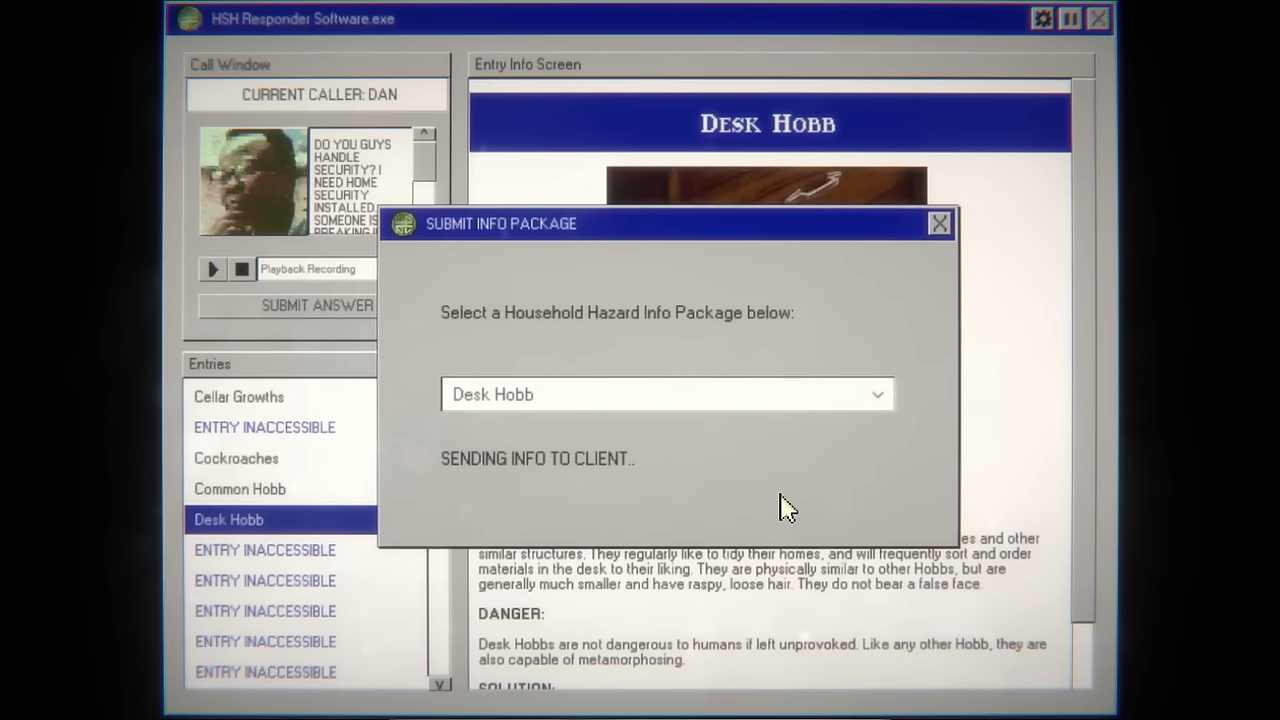 HSH Responder Software.exe
Call Window
CURRENT CALLER: DAN
DO YOU GUYS
HANDLE
SECURITY? I
NEED HOME
SECURITY
INSTALLED
SOMEONE IS
BREAKING I
Playback Recording
SUBMIT ANSWER
Entries
Cellar Growths
ENTRY INACCESSIBLE
Cockroaches
Common Hobb
Desk Hobb
ENTRY INACCESSIBLE
ENTRY INACCESSIBLE
ENTRY INACCESSIBLE
ENTRY INACCESSIBLE
ENTRY INACCESSIBLE
Entry Info Screen
Desk Hobb
SUBMIT INFO PACKAGE
Select a Household Hazard Info Package below:
Desk Hobb
SENDING INFO TO CLIENT..
es and other
similar structures. They regularly like to tidy their homes, and will frequently sort and order
materials in the desk to their liking. They are physically similar to other Hobbs, but are
generally much smaller and have raspy, loose hair. They do not bear a false face.
DANGER:
Desk Hobbs are not dangerous to humans if left unprovoked. Like any other Hobb, they are
also capable of metamorphosing.
SOLUTION: